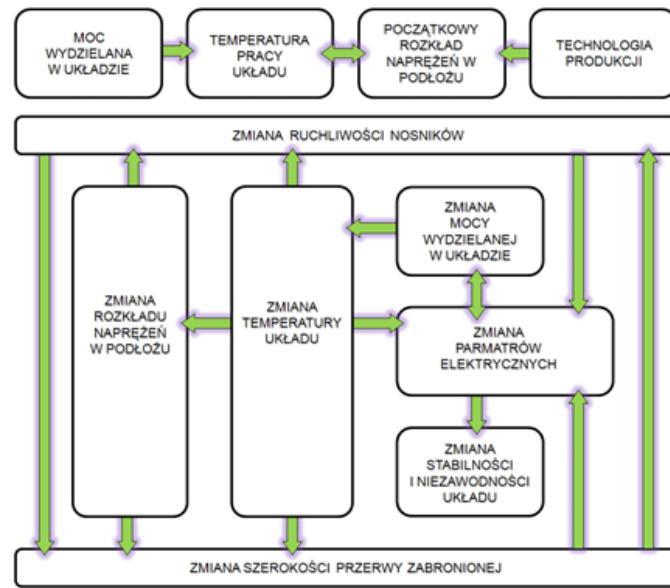 MOC
WYDZIELANA
W UKŁADZIE
TEMPERATURA
PRACY
UKŁADU
POCZĄTKOWY
ROZKŁAD
NAPRĘŻEŃ W
PODŁOŻU
TECHNOLOGIA
PRODUKCJI
ZMIANA RUCHLIWOŚCI NOSNIKÓW
ZMIANA
ROZKŁADU
NAPRĘŻEŃ
W PODŁOŻU
ZMIANA
TEMPERATURY
UKŁADU
ZMIANA
MOCY
WYDZIELANEJ
W UKŁADZIE
ZMIANA
PARMATRÓW
ELEKTRYCZNYCH
ZMIANA
STABILNOŚCI
I NIEZAWODNOŚCI
UKŁADU
ZMIANA SZEROKOŚCI PRZERWY ZABRONIONEJ